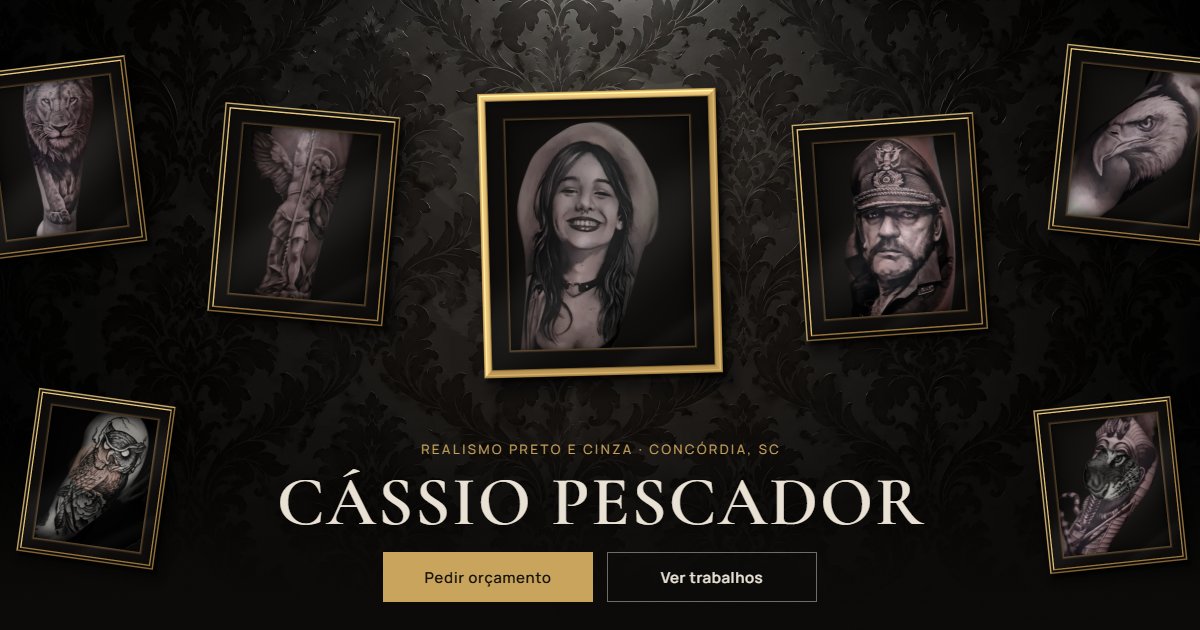 REALISMO PRETO E CINZA · CONCÓRDIA, SC
CÁSSIO PESCADOR
Pedir orçamento
Ver trabalhos